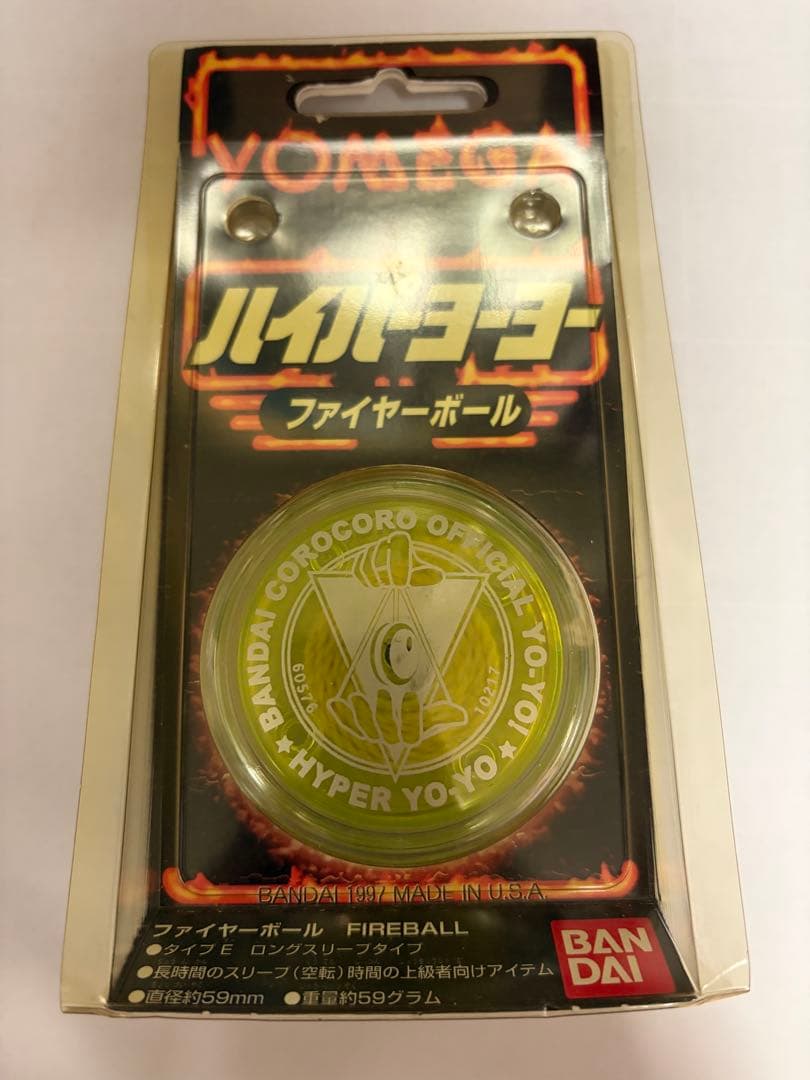 YOMEGA
ハイパーヨーヨー
ファイヤーボール
★ BANDAI COROCORO OFFICIAL YO-YO! ★
60576
10217
HYPER YO-YO
BANDAI 1997 MADE IN U.S.A.
ファイヤーボール FIREBALL
●タイプE ロングスリープタイプ
●長時間のスリープ(空転)時間の上級者向けアイテム
●直径約59mm ●重量約59グラム
BAN
DAI